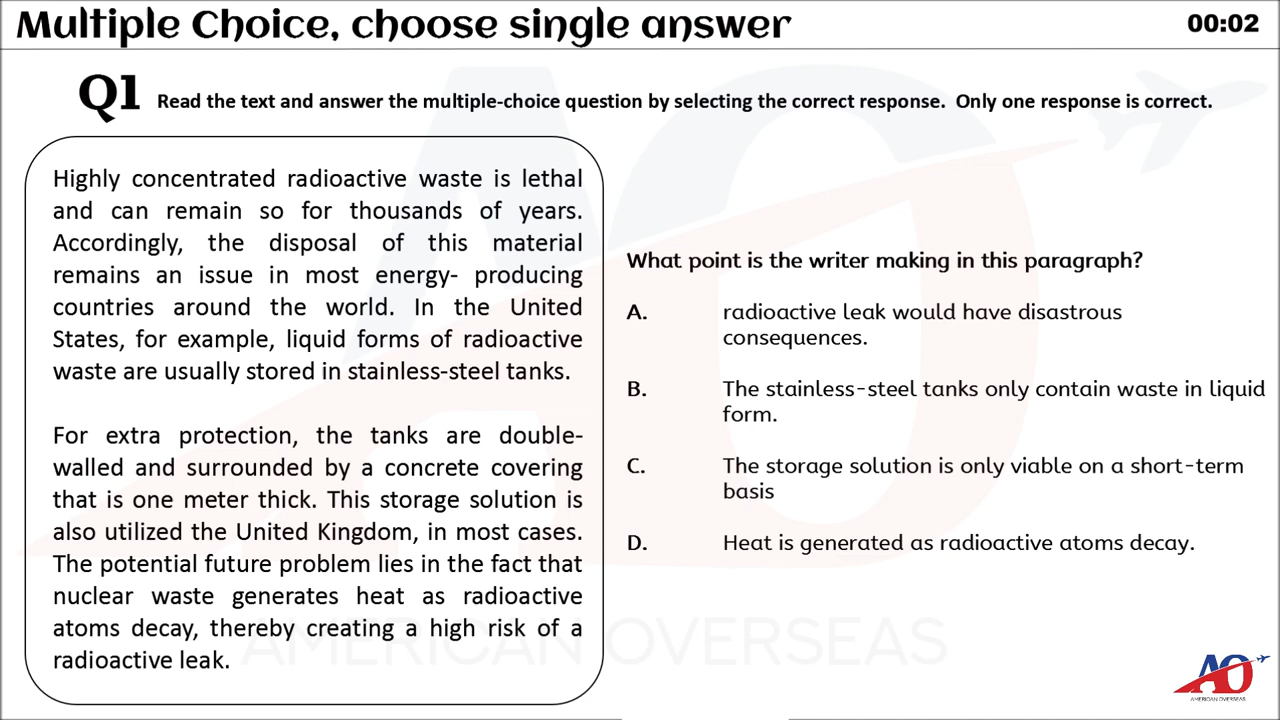 Multiple Choice, choose single answer
00:02
Q1
Read the text and answer the multiple-choice question by selecting the correct response.  Only one response is correct.
Highly concentrated radioactive waste is lethal
and can remain so for thousands of years.
Accordingly, the disposal of this material
remains an issue in most energy- producing
countries around the world. In the United
States, for example, liquid forms of radioactive
waste are usually stored in stainless-steel tanks.
For extra protection, the tanks are double-
walled and surrounded by a concrete covering
that is one meter thick. This storage solution is
also utilized the United Kingdom, in most cases.
The potential future problem lies in the fact that
nuclear waste generates heat as radioactive
atoms decay, thereby creating a high risk of a
radioactive leak.
What point is the writer making in this paragraph?
A. radioactive leak would have disastrous
consequences.
B. The stainless-steel tanks only contain waste in liquid
form.
C. The storage solution is only viable on a short-term
basis
D. Heat is generated as radioactive atoms decay.
AO
AMERICAN OVERSEAS
AO
AMERICAN OVERSEAS